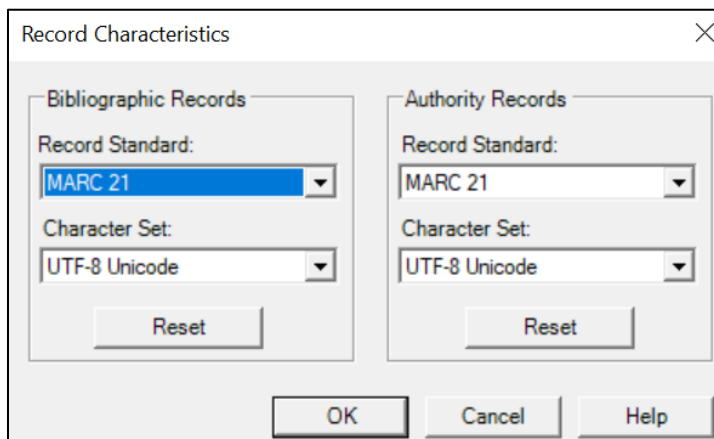 Record Characteristics
Bibliographic Records
Record Standard:
MARC 21
Character Set:
UTF-8 Unicode
Reset
Authority Records
Record Standard:
MARC 21
Character Set:
UTF-8 Unicode
Reset
OK Cancel Help